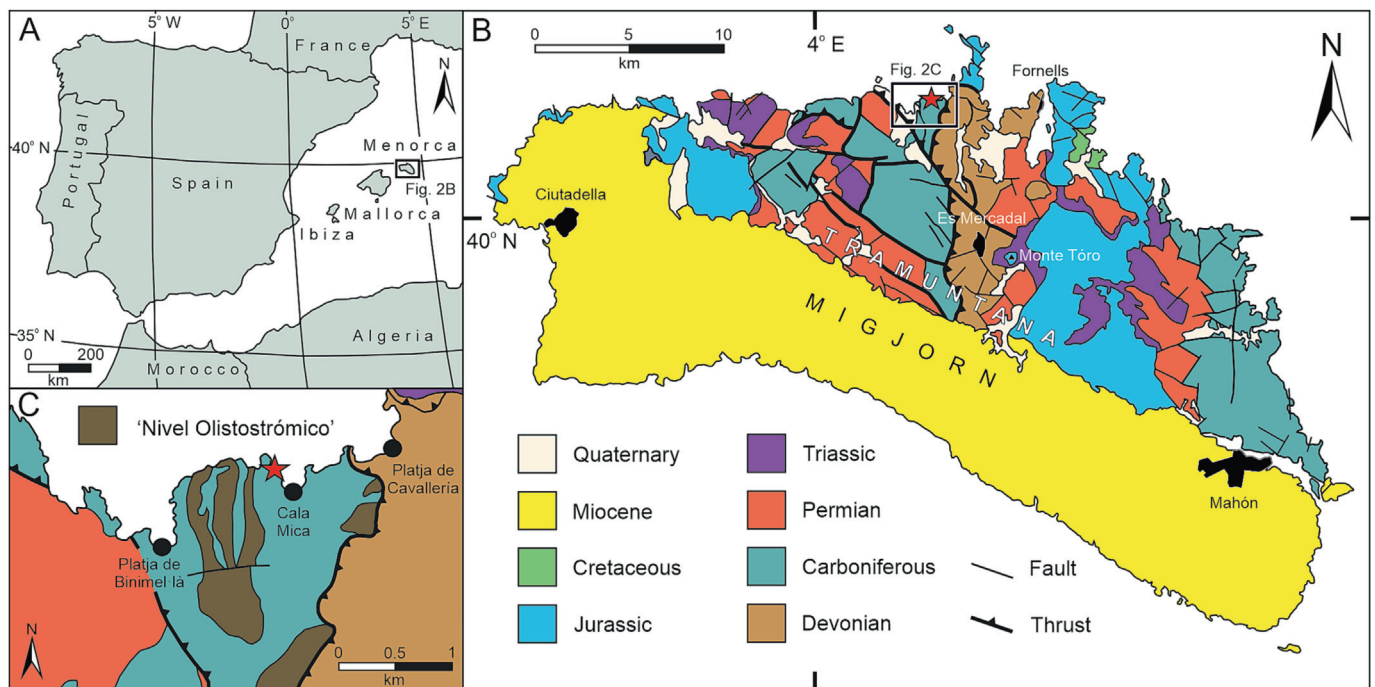 A
5° W
0°
5° E
France
N
40° N
Portugal
Spain
Menorca
Fig. 2B
Mallorca
Ibiza
35° N
0 200
km
Algeria
Morocco
B
0 5 10
km
4° E
N
Fig. 2C
Fornells
Ciutadella
40° N
Es Mercadal
Monte Tóro
TRAMUNTANA
MIGJORN
Mahón
Quaternary
Miocene
Cretaceous
Jurassic
Triassic
Permian
Carboniferous
Devonian
Fault
Thrust
C
'Nivel Olistostrómico'
Platja de
Cavallería
Cala
Mica
Platja de
Binimel·là
N
0 0.5 1
km